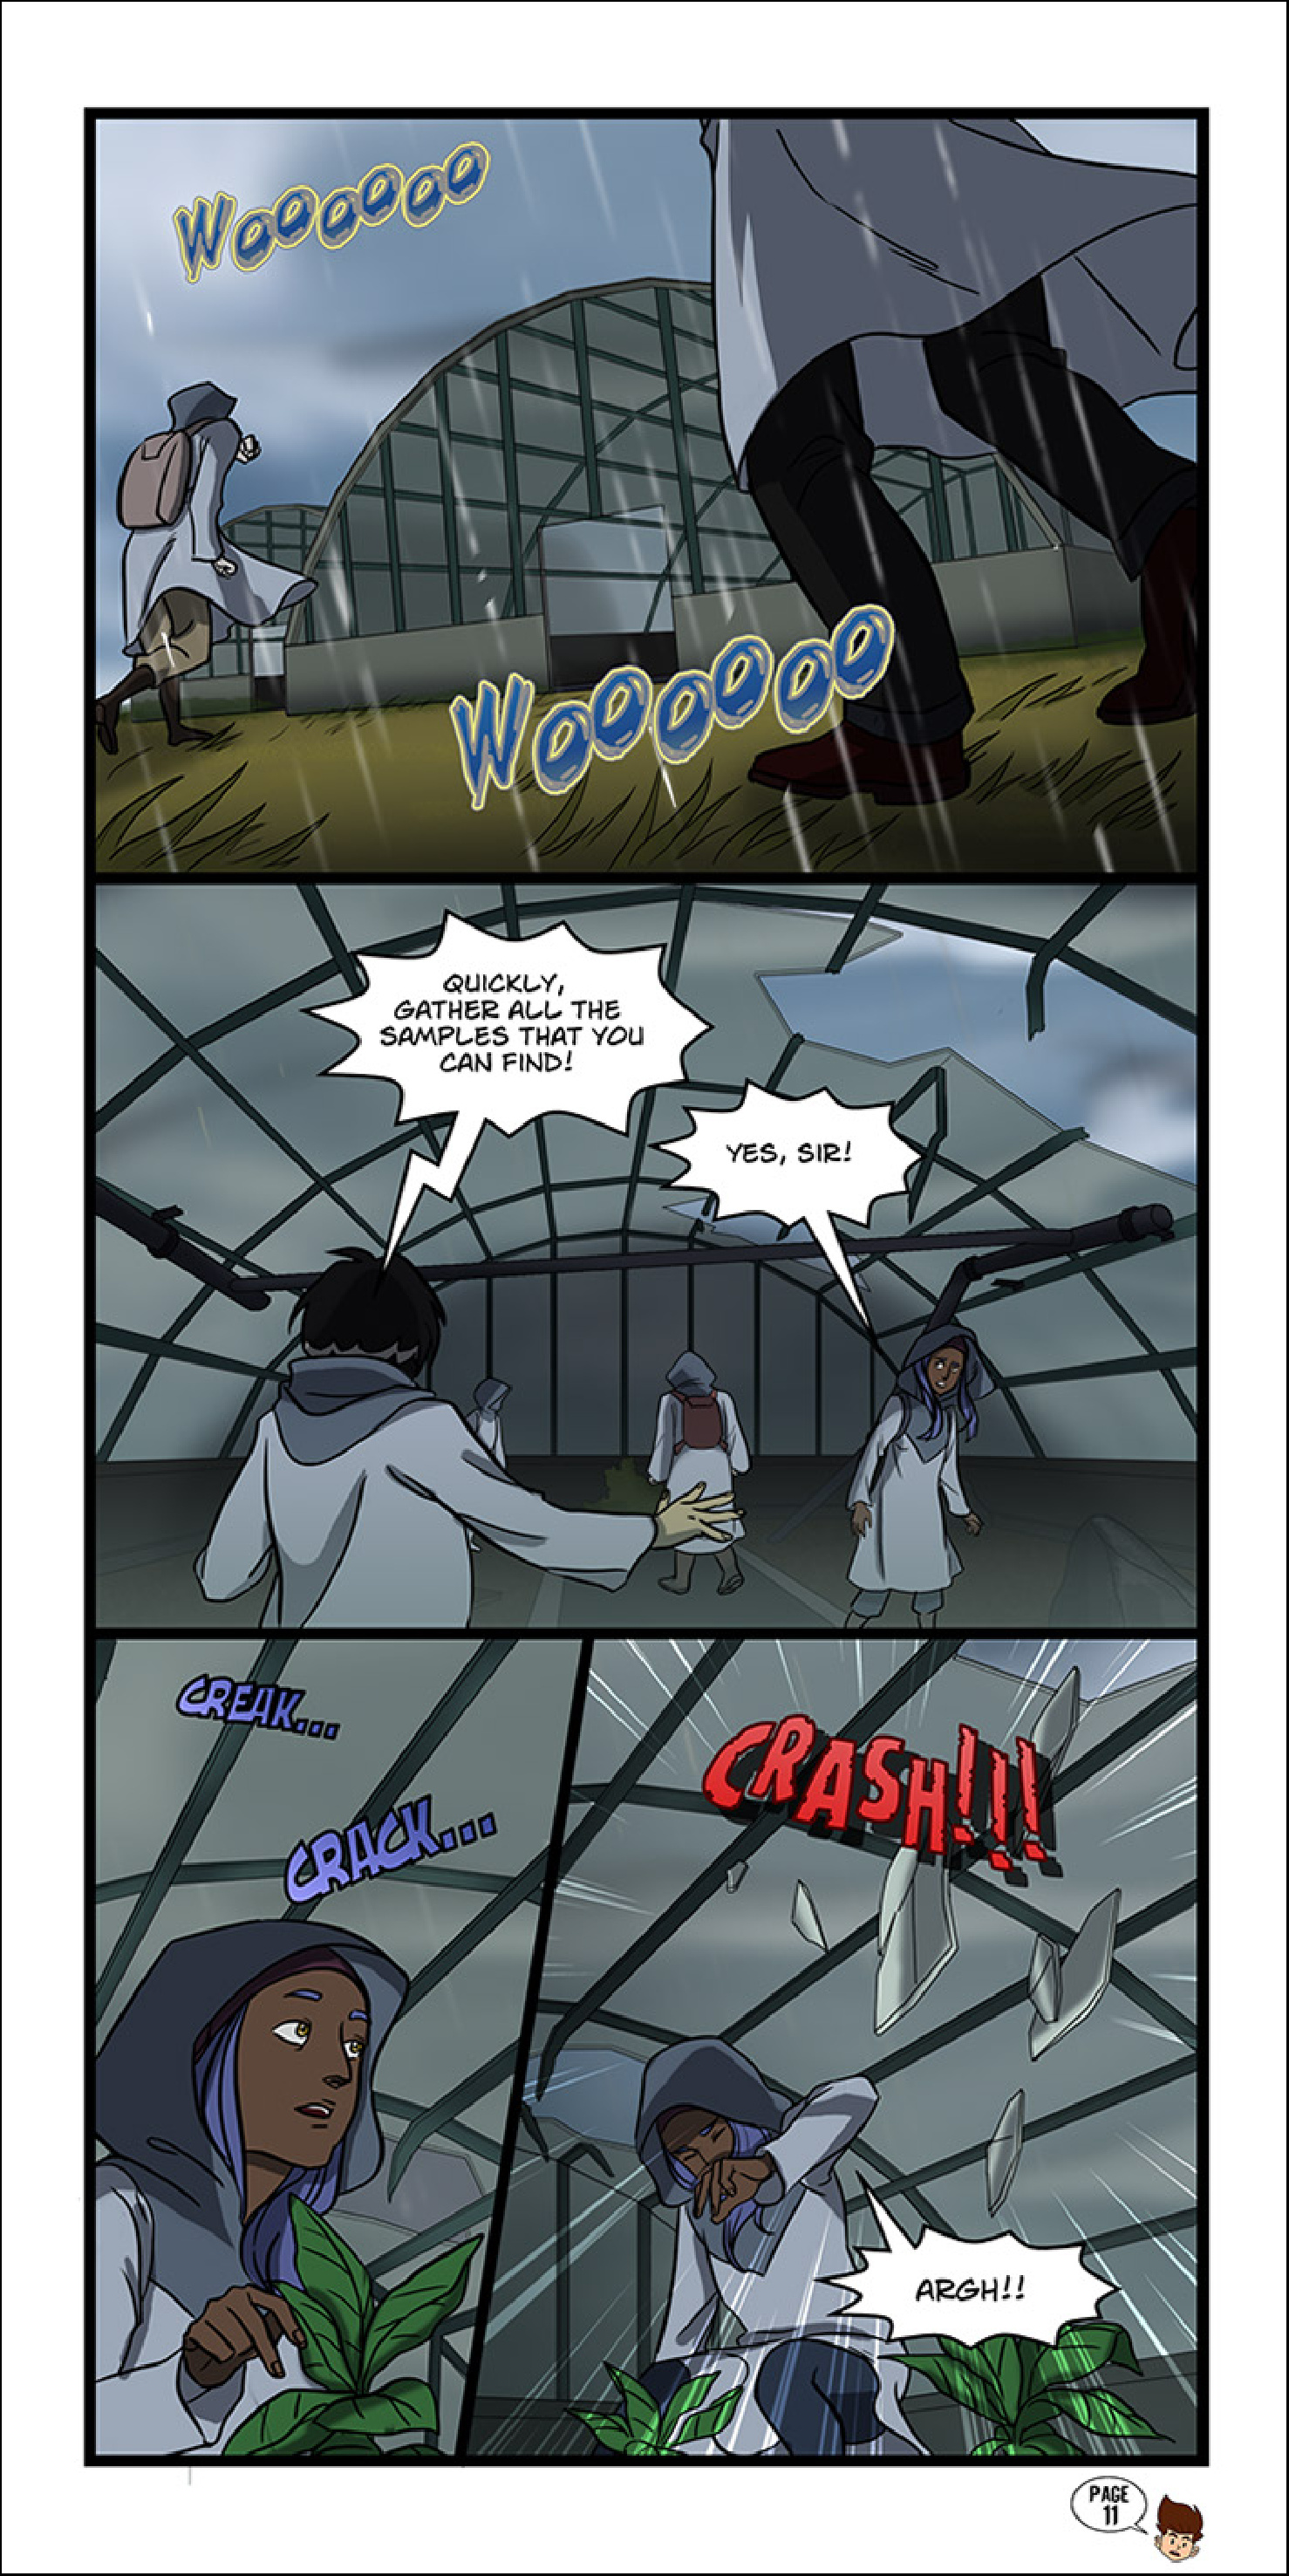 Wooooooo
Wooooooo
QUICKLY,
GATHER ALL THE
SAMPLES THAT YOU
CAN FIND!
YES, SIR!
CREAK...
CRACK...
CRASH!!!
ARGH!!
PAGE
11